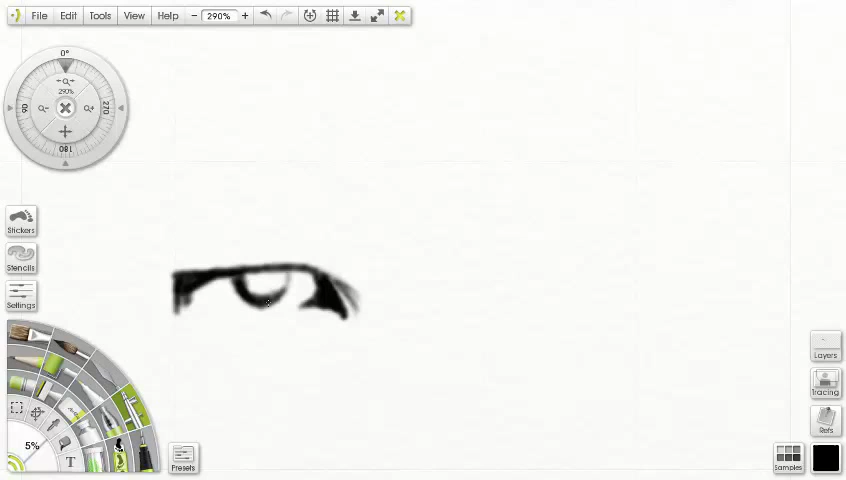 File Edit Tools View Help 290%
0°
290%
90 270
180
Stickers
Stencils
Settings
5%
T
Presets
Layers
Tracing
Refs
Samples